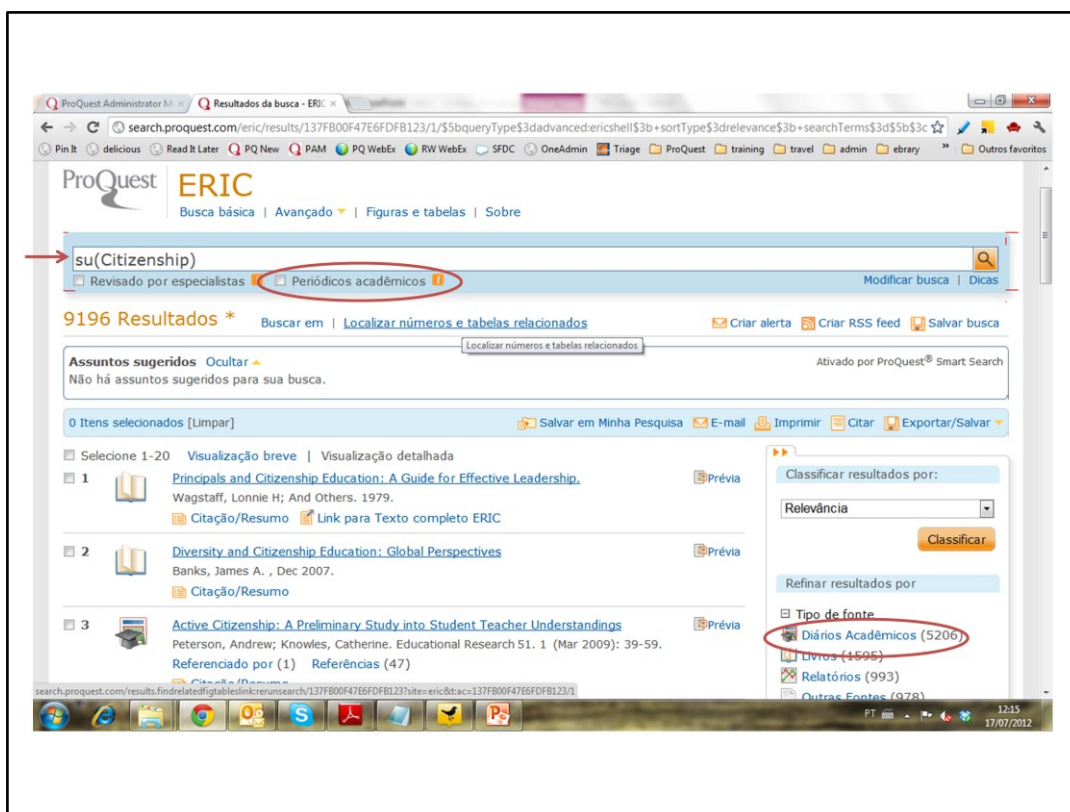 ProQuest Administrator M
Resultados da busca - ERIC
search.proquest.com/eric/results/137FB00F47E6FDFB123/1/$5bqueryType$3dadvanced:ericshell$3b+sortType$3drelevance$3b+searchTerms$3d$5b$3c
Pin It delicious Read It Later PQ New PQ PAM PQ WebEx RW WebEx SFDC OneAdmin Triage ProQuest training travel admin ebrary » Outros favoritos
ProQuest ERIC
Busca básica | Avançado | Figuras e tabelas | Sobre
su(Citizenship)
Revisado por especialistas Periódicos acadêmicos Modificar busca | Dicas
9196 Resultados * Buscar em | Localizar números e tabelas relacionados Criar alerta Criar RSS feed Salvar busca
Localizar números e tabelas relacionados
Assuntos sugeridos Ocultar Ativado por ProQuest® Smart Search
Não há assuntos sugeridos para sua busca.
0 Itens selecionados [Limpar] Salvar em Minha Pesquisa E-mail Imprimir Citar Exportar/Salvar
Selecione 1-20 Visualização breve | Visualização detalhada
1 Principals and Citizenship Education: A Guide for Effective Leadership. Prévia
Wagstaff, Lonnie H; And Others. 1979.
Citação/Resumo Link para Texto completo ERIC
2 Diversity and Citizenship Education: Global Perspectives Prévia
Banks, James A. , Dec 2007.
Citação/Resumo
3 Active Citizenship: A Preliminary Study into Student Teacher Understandings Prévia
Peterson, Andrew; Knowles, Catherine. Educational Research 51. 1 (Mar 2009): 39-59.
Referenciado por (1) Referências (47)
Citação/Resumo
Classificar resultados por:
Relevância
Classificar
Refinar resultados por
Tipo de fonte
Diários Acadêmicos (5206)
Livros (1595)
Relatórios (993)
Outras Fontes (978)
search.proquest.com/results.findrelatedfigtableslink:rerunsearch/137FB00F47E6FDFB123?site=eric&t:ac=137FB00F47E6FDFB123/1
PT 12:15
17/07/2012